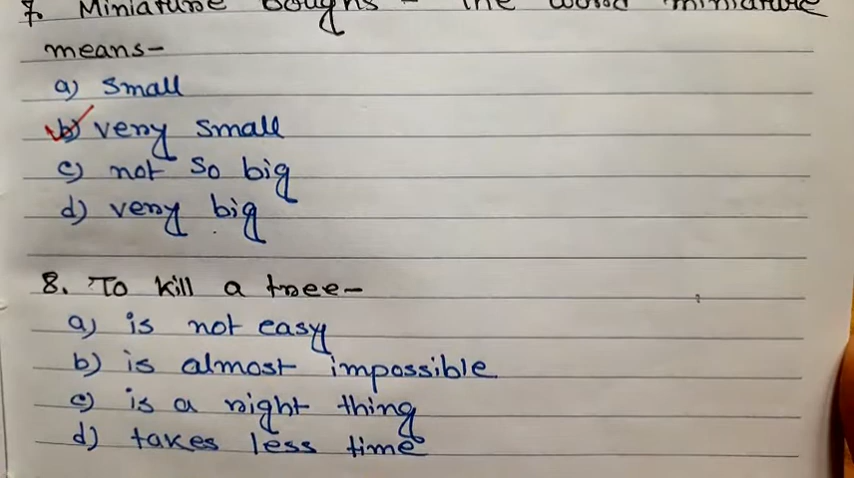 7. Miniature boughs - the word miniature
means-
a) small
b) very small
c) not so big
d) very big
8. To kill a tree-
a) is not easy
b) is almost impossible
c) is a right thing
d) takes less time